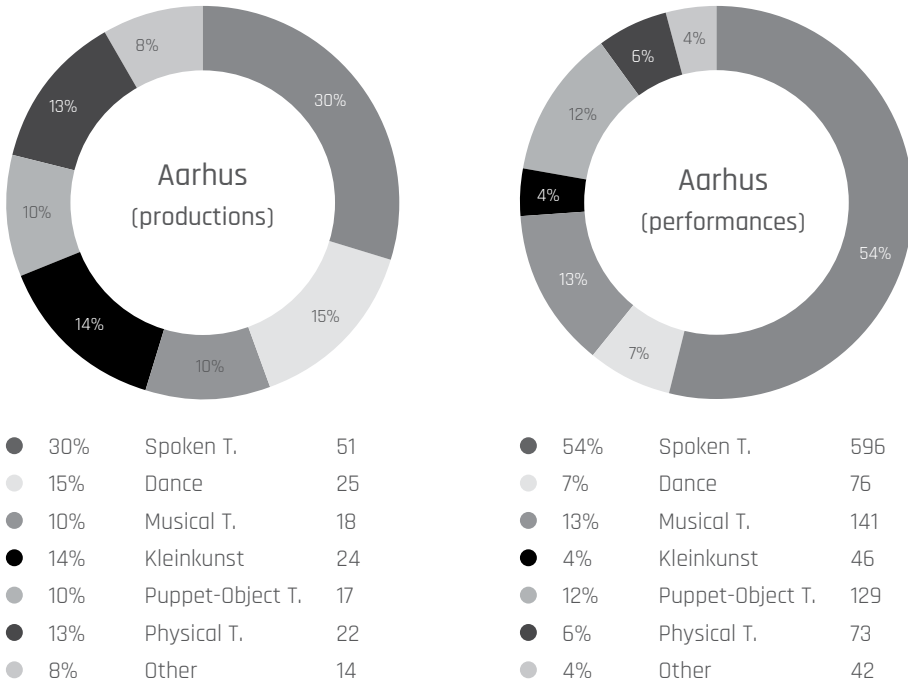 8%
30%
13%
10%
14%
10%
15%
Aarhus
(productions)
30% Spoken T. 51
15% Dance 25
10% Musical T. 18
14% Kleinkunst 24
10% Puppet-Object T. 17
13% Physical T. 22
8% Other 14
4%
6%
12%
4%
13%
7%
54%
Aarhus
(performances)
54% Spoken T. 596
7% Dance 76
13% Musical T. 141
4% Kleinkunst 46
12% Puppet-Object T. 129
6% Physical T. 73
4% Other 42